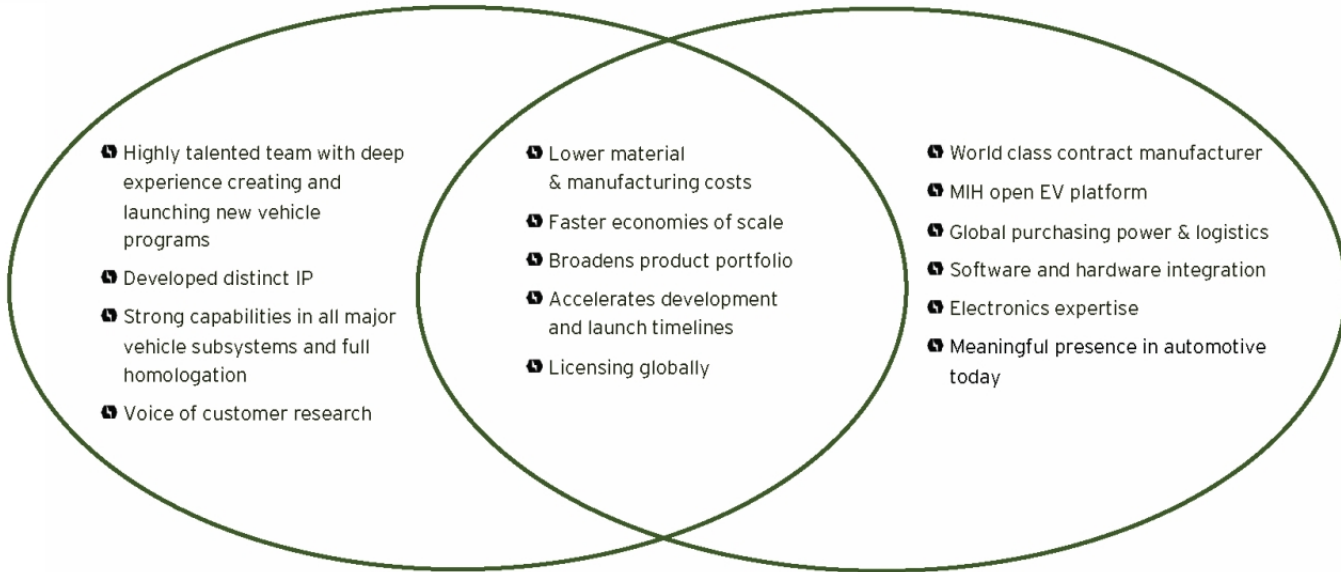 Highly talented team with deep
experience creating and
launching new vehicle
programs
Developed distinct IP
Strong capabilities in all major
vehicle subsystems and full
homologation
Voice of customer research
Lower material
& manufacturing costs
Faster economies of scale
Broadens product portfolio
Accelerates development
and launch timelines
Licensing globally
World class contract manufacturer
MIH open EV platform
Global purchasing power & logistics
Software and hardware integration
Electronics expertise
Meaningful presence in automotive
today